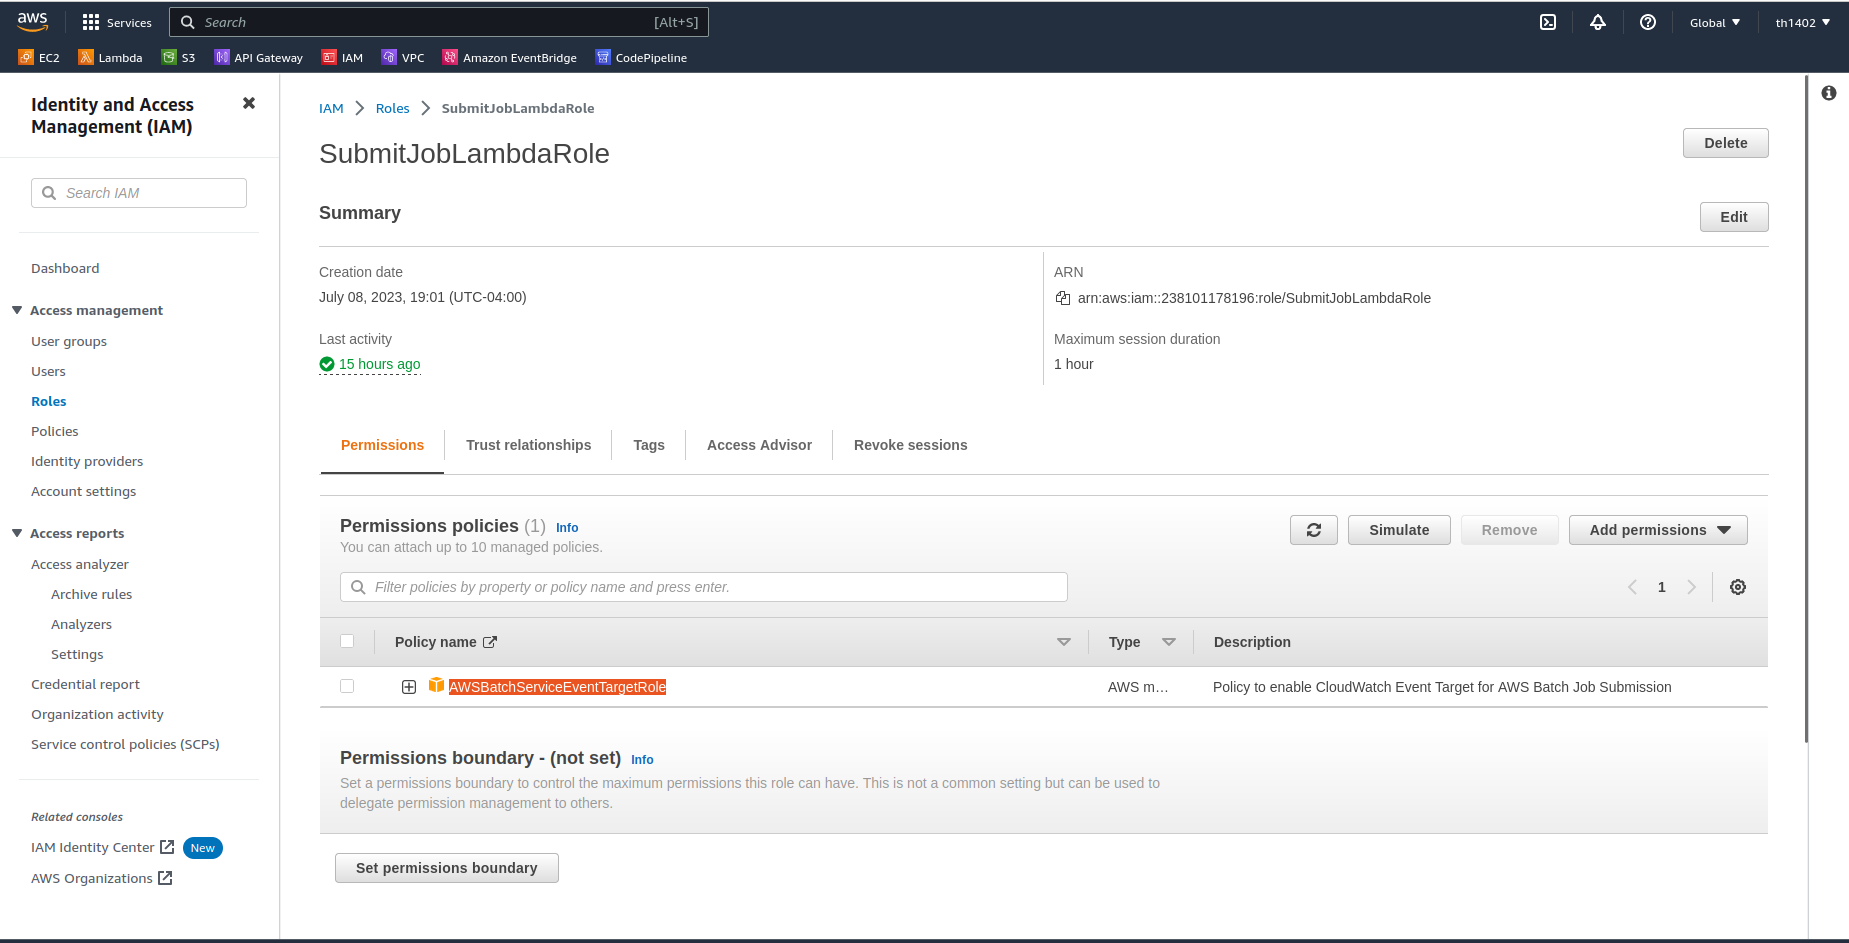 aws
Services
Search
[Alt+S]
Global
th1402
EC2
Lambda
S3
API Gateway
IAM
VPC
Amazon EventBridge
CodePipeline
Identity and Access
Management (IAM)
Search IAM
Dashboard
Access management
User groups
Users
Roles
Policies
Identity providers
Account settings
Access reports
Access analyzer
Archive rules
Analyzers
Settings
Credential report
Organization activity
Service control policies (SCPs)
Related consoles
IAM Identity Center
New
AWS Organizations
IAM
Roles
SubmitJobLambdaRole
SubmitJobLambdaRole
Delete
Summary
Edit
Creation date
July 08, 2023, 19:01 (UTC-04:00)
ARN
arn:aws:iam::238101178196:role/SubmitJobLambdaRole
Last activity
15 hours ago
Maximum session duration
1 hour
Permissions
Trust relationships
Tags
Access Advisor
Revoke sessions
Permissions policies (1) Info
You can attach up to 10 managed policies.
Simulate
Remove
Add permissions
Filter policies by property or policy name and press enter.
1
Policy name
Type
Description
AWSBatchServiceEventTargetRole
AWS m...
Policy to enable CloudWatch Event Target for AWS Batch Job Submission
Permissions boundary - (not set) Info
Set a permissions boundary to control the maximum permissions this role can have. This is not a common setting but can be used to
delegate permission management to others.
Set permissions boundary